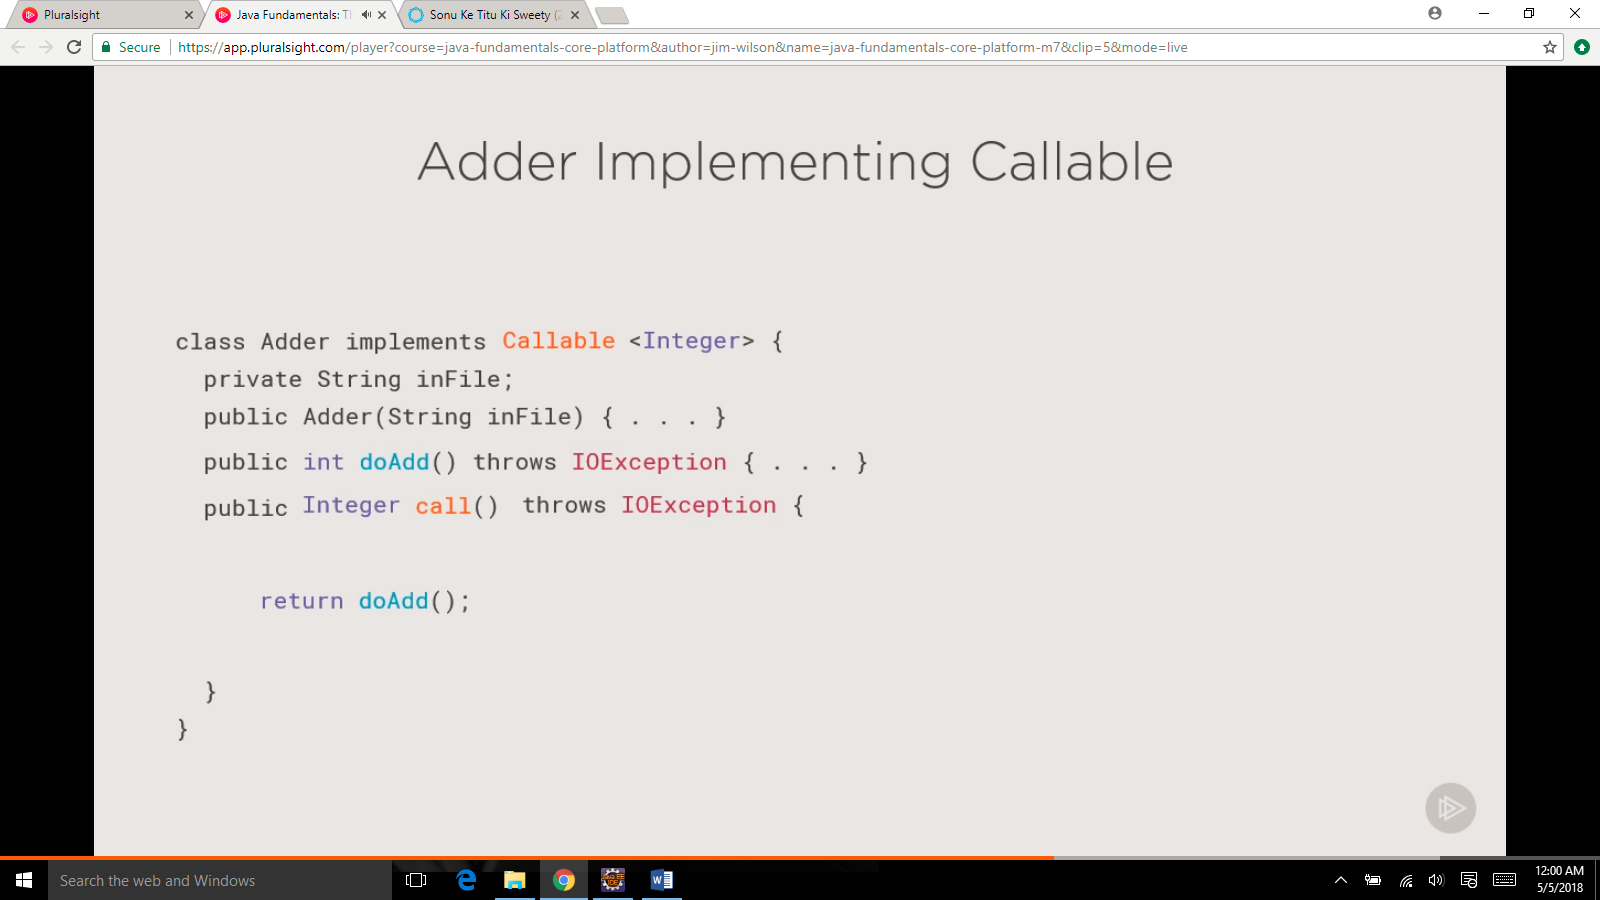 Pluralsight
Java Fundamentals: T
Sonu Ke Titu Ki Sweety (
Secure
https://app.pluralsight.com/player?course=java-fundamentals-core-platform&author=jim-wilson&name=java-fundamentals-core-platform-m7&clip=5&mode=live
Adder Implementing Callable
class Adder implements Callable <Integer> {
private String inFile;
public Adder(String inFile) { . . . }
public int doAdd() throws IOException { . . . }
public Integer call() throws IOException {
return doAdd();
}
}
Search the web and Windows
12:00 AM
5/5/2018